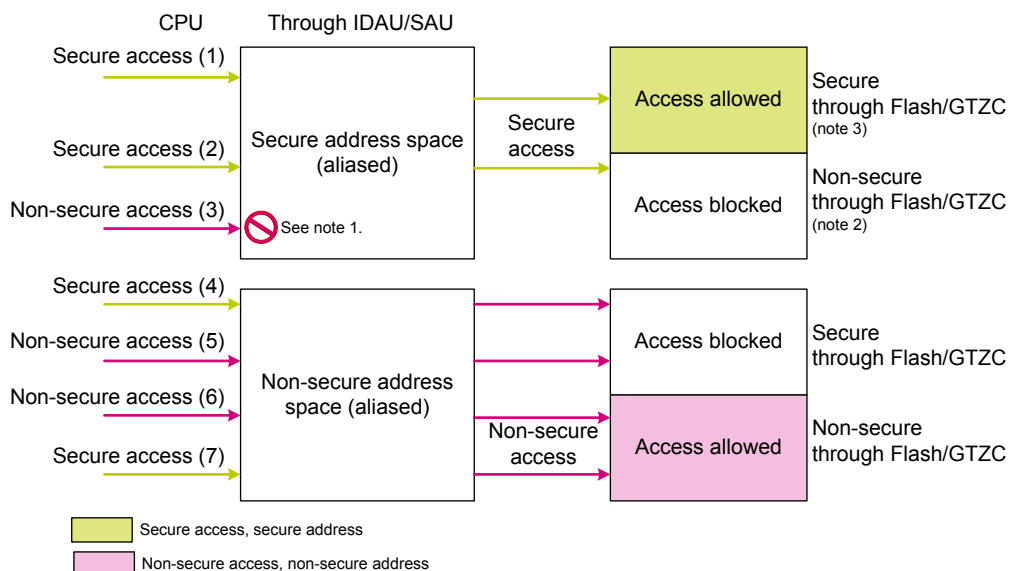 CPU
Through IDAU/SAU
Secure access (1)
Secure access (2)
Non-secure access (3)
Secure address space
(aliased)
See note 1.
Secure
access
Access allowed
Access blocked
Secure
through Flash/GTZC
(note 3)
Non-secure
through Flash/GTZC
(note 2)
Secure access (4)
Non-secure access (5)
Non-secure access (6)
Secure access (7)
Non-secure address
space (aliased)
Non-secure
access
Access blocked
Access allowed
Secure
through Flash/GTZC
Non-secure
through Flash/GTZC
Secure access, secure address
Non-secure access, non-secure address